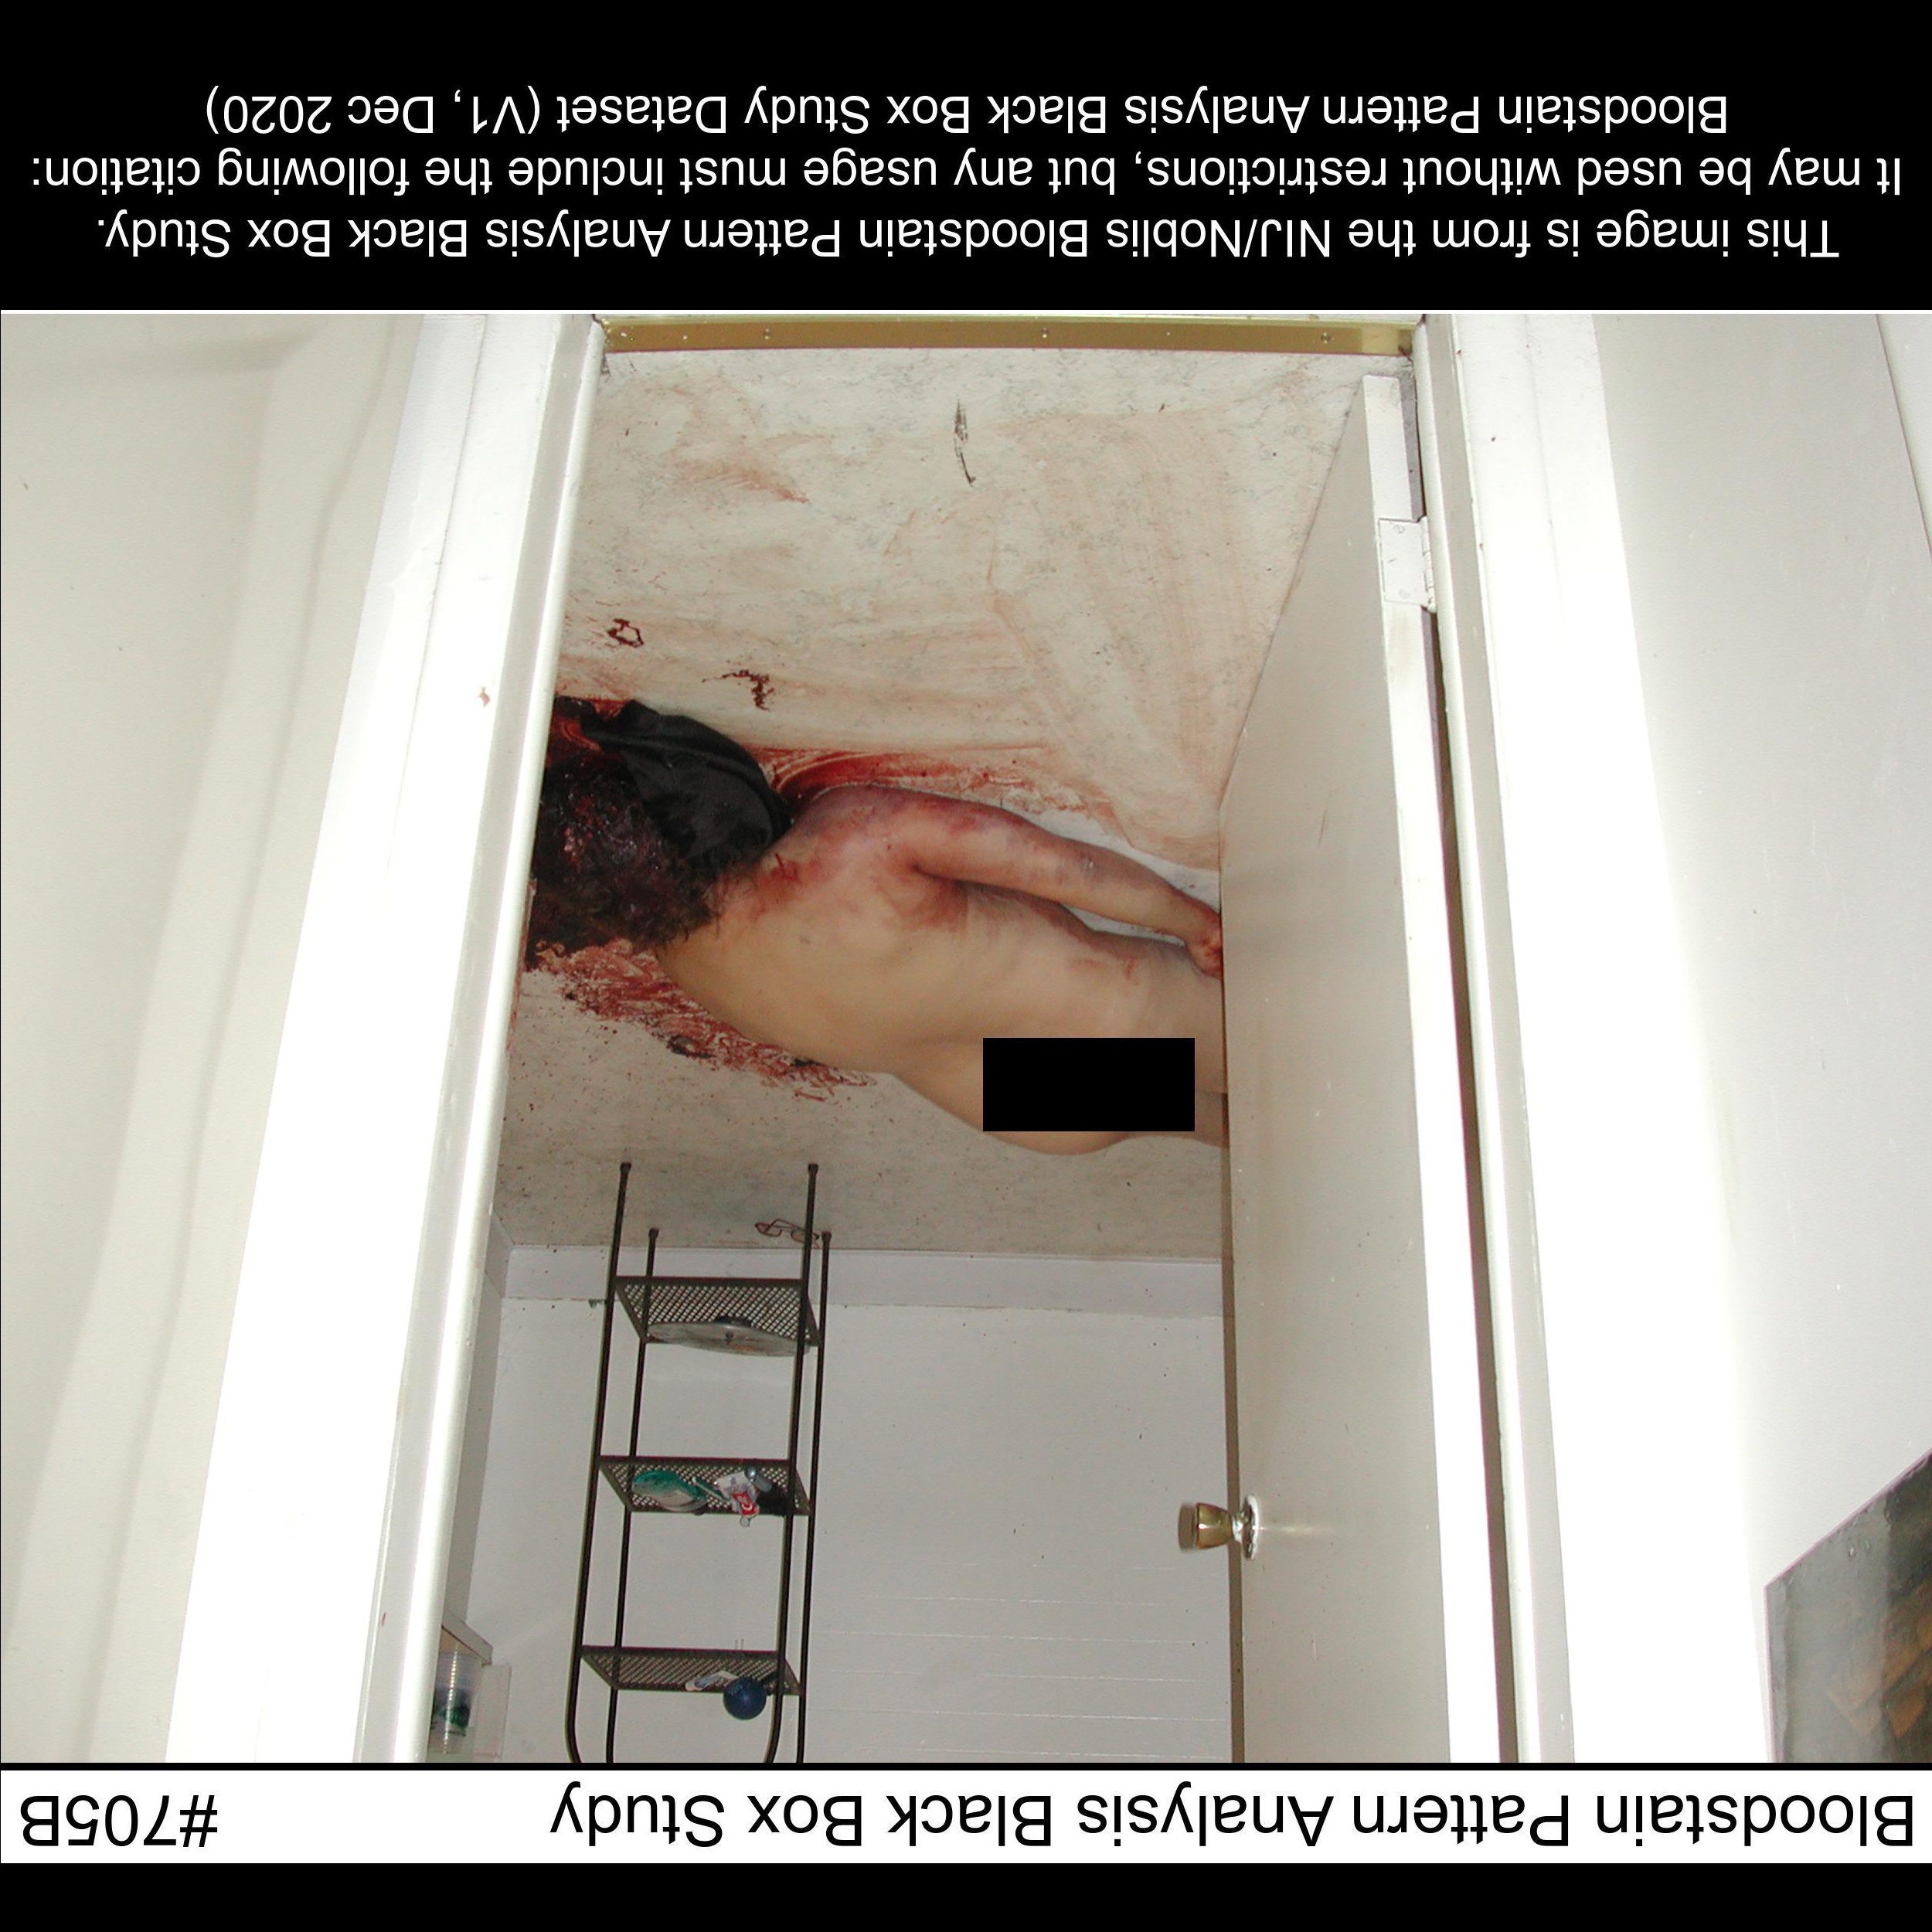 Bloodstain Pattern Analysis Black Box Study
#705B
This image is from the NIJ/Noblis Bloodstain Pattern Analysis Black Box Study.
It may be used without restrictions, but any usage must include the following citation:
Bloodstain Pattern Analysis Black Box Study Dataset (V1, Dec 2020)